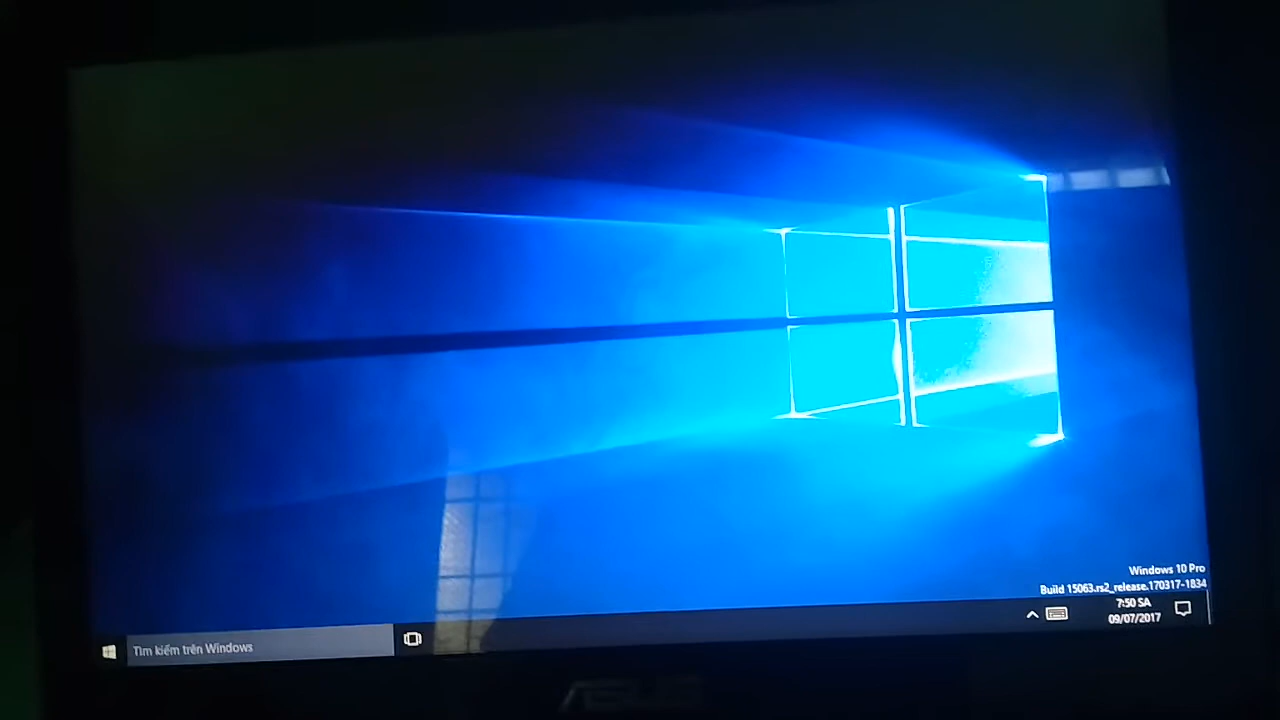 Windows 10 Pro
Build 15063.rs2_release.170317-1834
Tìm kiếm trên Windows
7:50 SA
09/07/2017
ASUS